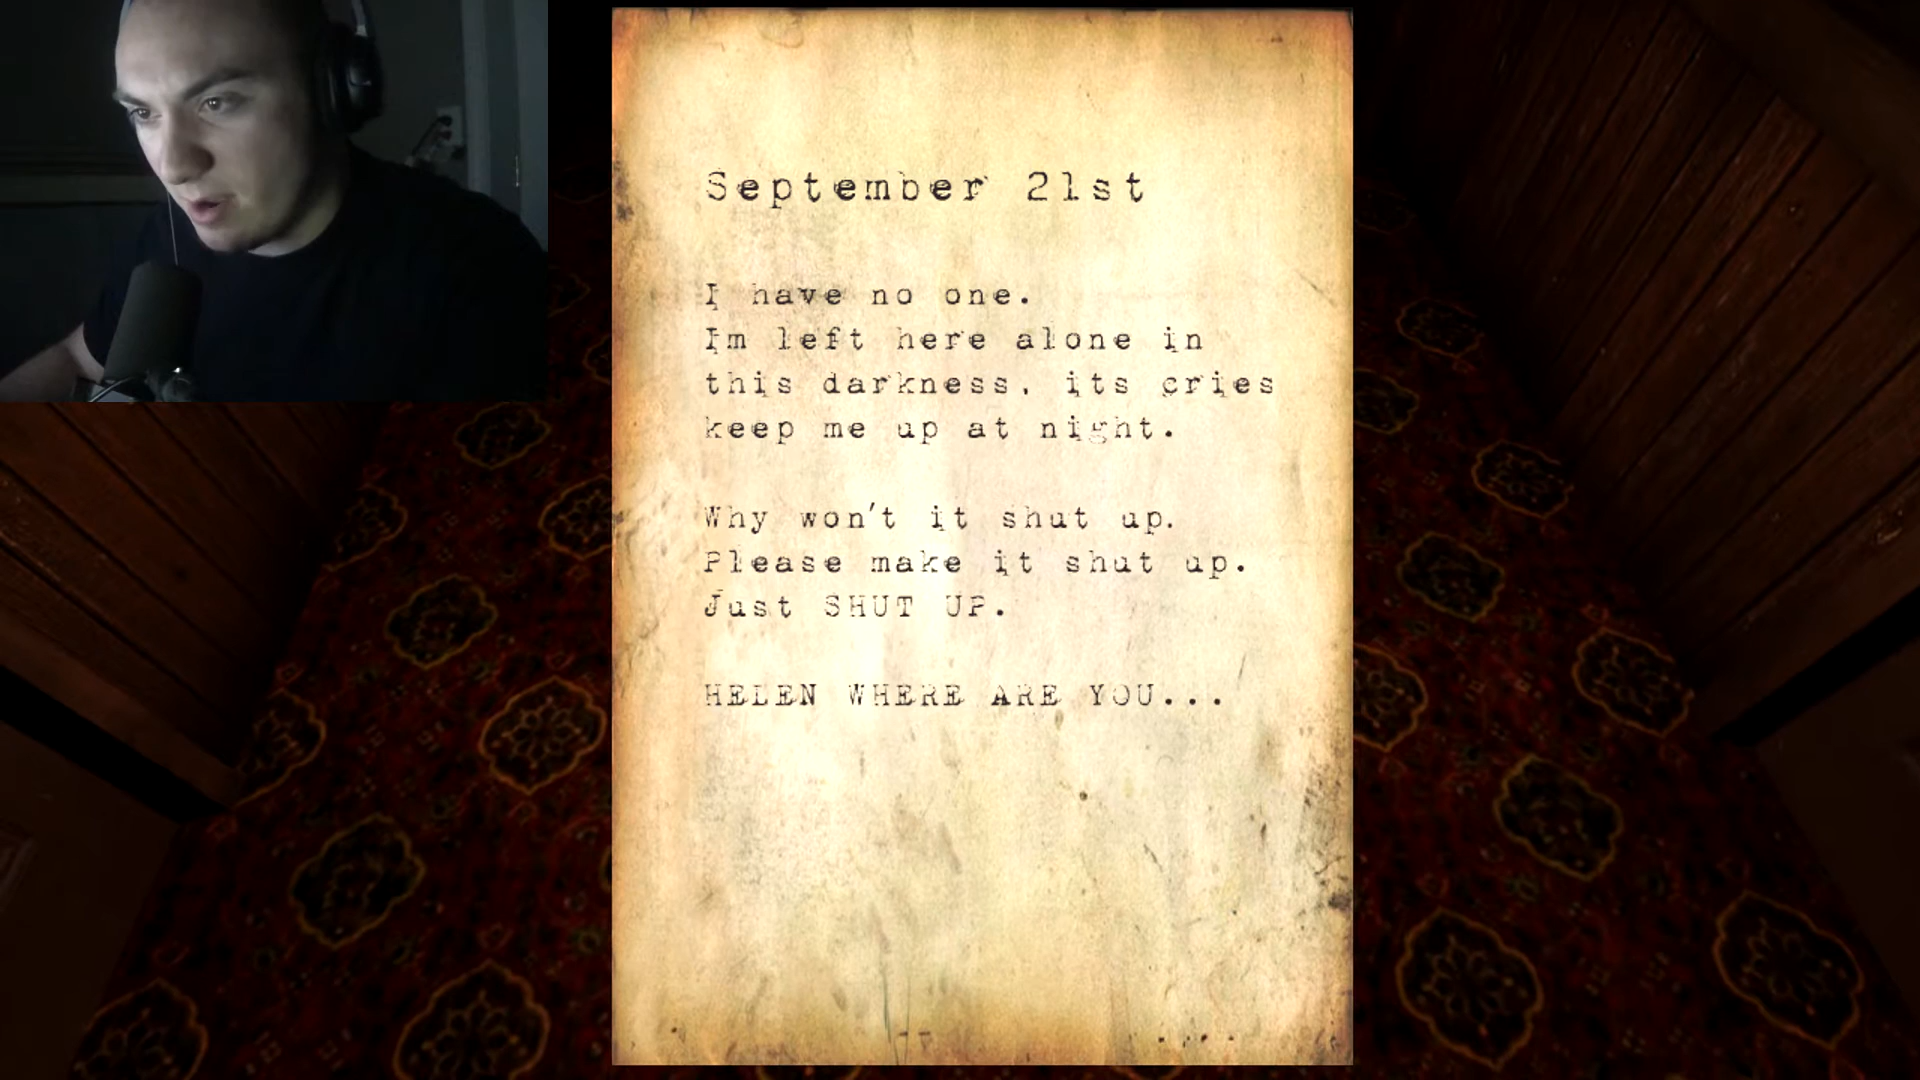 September 21st
I have no one.
Im left here alone in
this darkness, its cries
keep me up at night.
Why won't it shut up.
Please make it shut up.
Just SHUT UP.
HELEN WHERE ARE YOU...